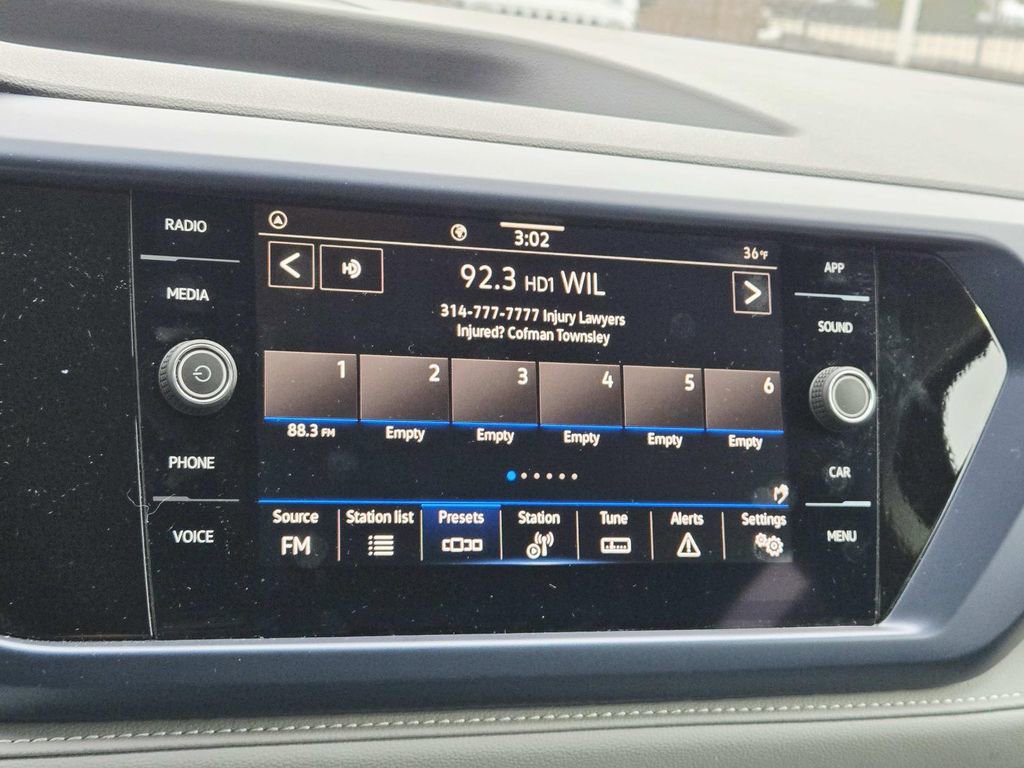 RADIO
MEDIA
PHONE
VOICE
3:02
36°F
HD
92.3 HD1 WIL
314-777-7777 Injury Lawyers
Injured? Cofman Townsley
1 2 3 4 5 6
88.3 FM Empty Empty Empty Empty Empty
Source Station list Presets Station Tune Alerts Settings
FM
APP
SOUND
CAR
MENU